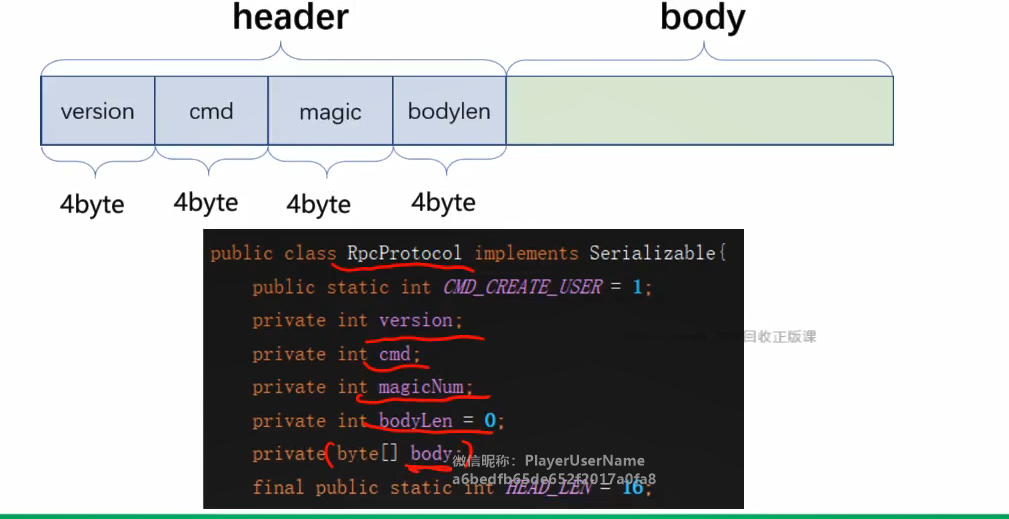 header body
version cmd magic bodylen
4byte 4byte 4byte 4byte
public class RpcProtocol implements Serializable{
public static int CMD_CREATE_USER = 1;
private int version;
private int cmd;
回收正版课
private int magicNum;
private int bodyLen = 0;
private byte[] body;
微信昵称：PlayerUserName
a6bedfb65de652f2017a0fa8
final public static int HEAD_LEN = 16;